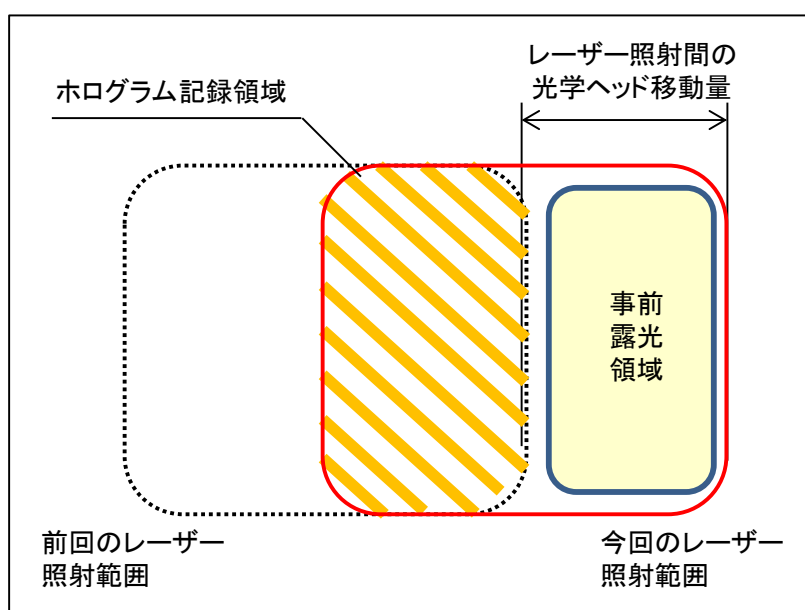 レーザー照射間の
光学ヘッド移動量
ホログラム記録領域
事前
露光
領域
前回のレーザー
照射範囲
今回のレーザー
照射範囲